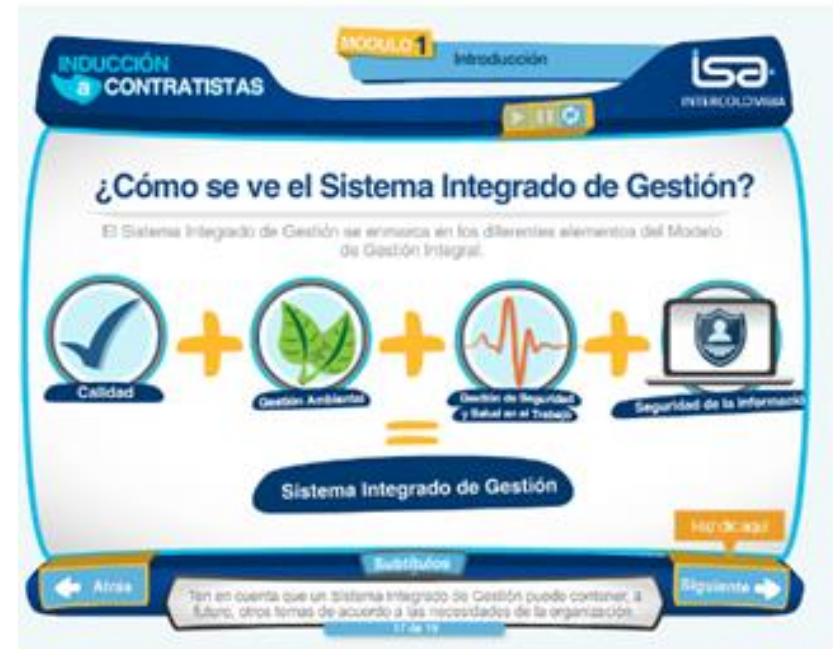 INDUCCIÓN
a CONTRATISTAS
MÓDULO 1
Introducción
isa
INTERCOLOMBIA
¿Cómo se ve el Sistema Integrado de Gestión?
El Sistema Integrado de Gestión se enmarca en los diferentes elementos del Modelo
de Gestión Integral.
Calidad
Gestión Ambiental
Gestión de Seguridad
y Salud en el Trabajo
Seguridad de la Informació
Sistema Integrado de Gestión
Haz clic aquí
Subtítulos
Atrás
Siguiente
Ten en cuenta que un Sistema Integrado de Gestión puede contener, a
futuro, otros temas de acuerdo a las necesidades de la organización.
17 de 19